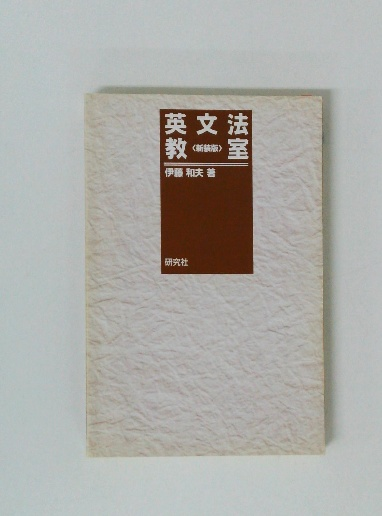 英文法
教〈新装版〉室
伊藤 和夫 著
研究社